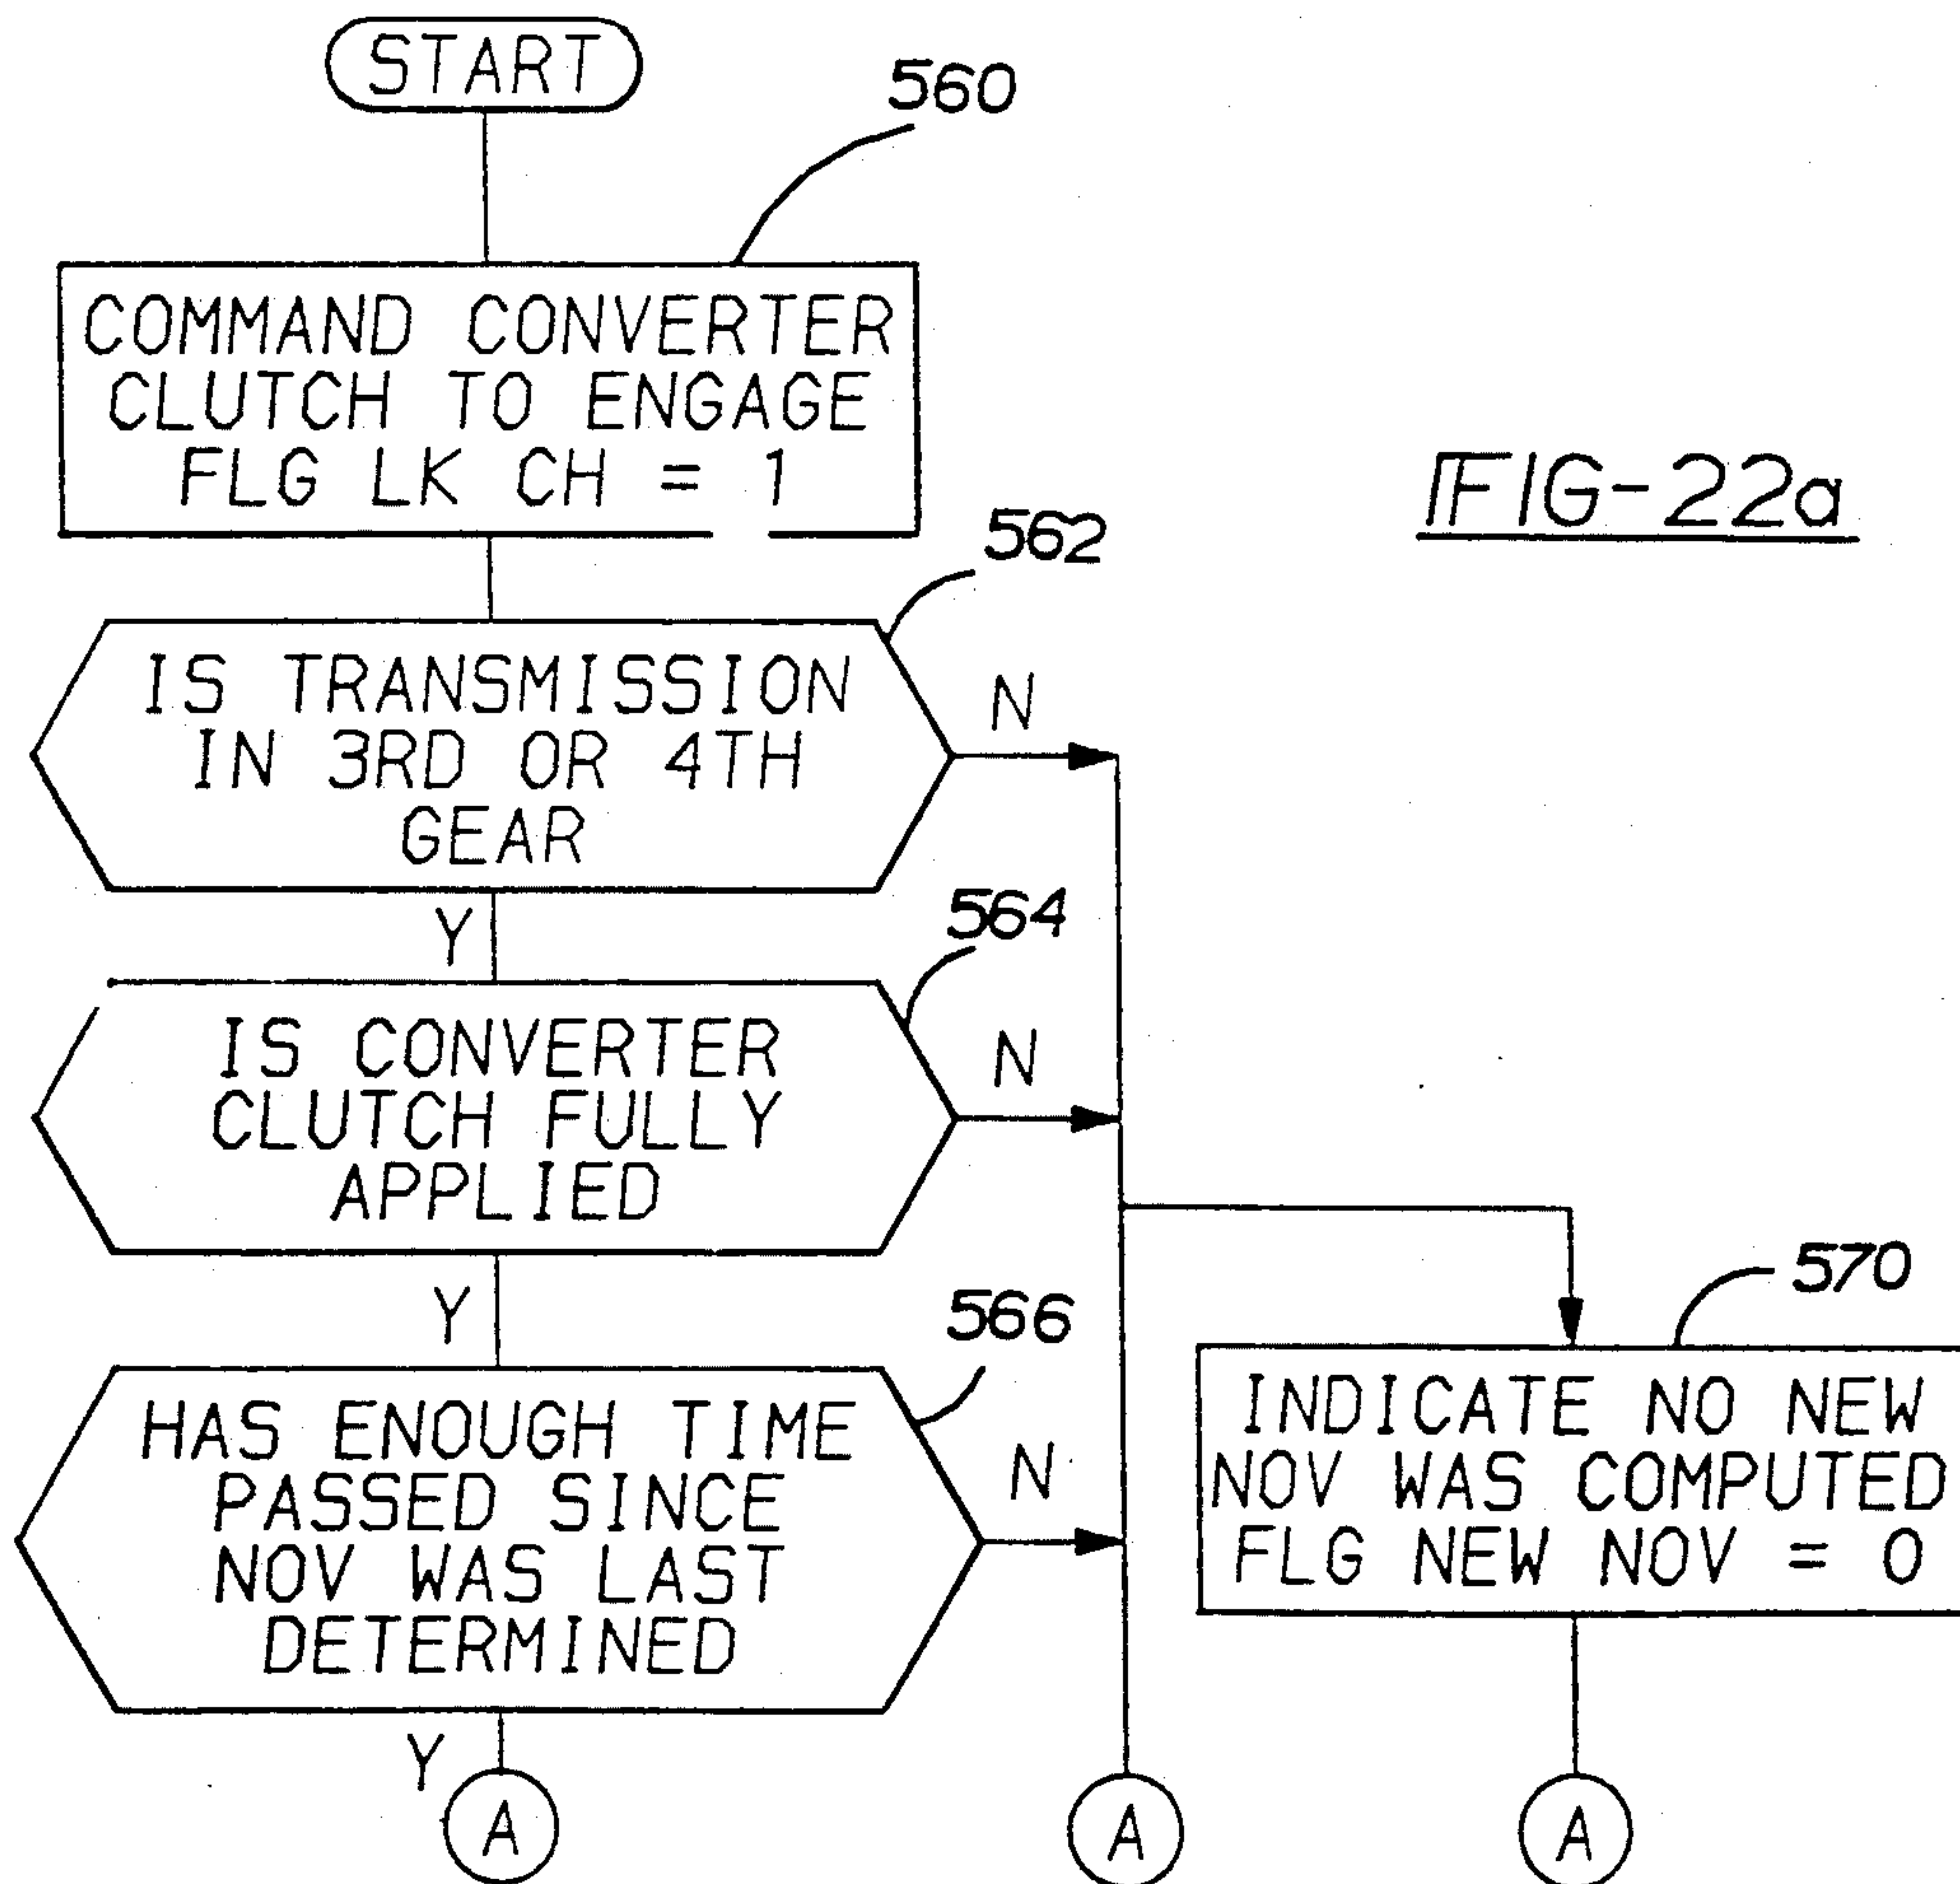 START
560
COMMAND CONVERTER
CLUTCH TO ENGAGE
FLG LK CH = 1
FIG-22a
562
IS TRANSMISSION
IN 3RD OR 4TH
GEAR
N
Y
564
IS CONVERTER
CLUTCH FULLY
APPLIED
N
Y
566
HAS ENOUGH TIME
PASSED SINCE
NOV WAS LAST
DETERMINED
N
Y
570
INDICATE NO NEW
NOV WAS COMPUTED
FLG NEW NOV = 0
A
A
A